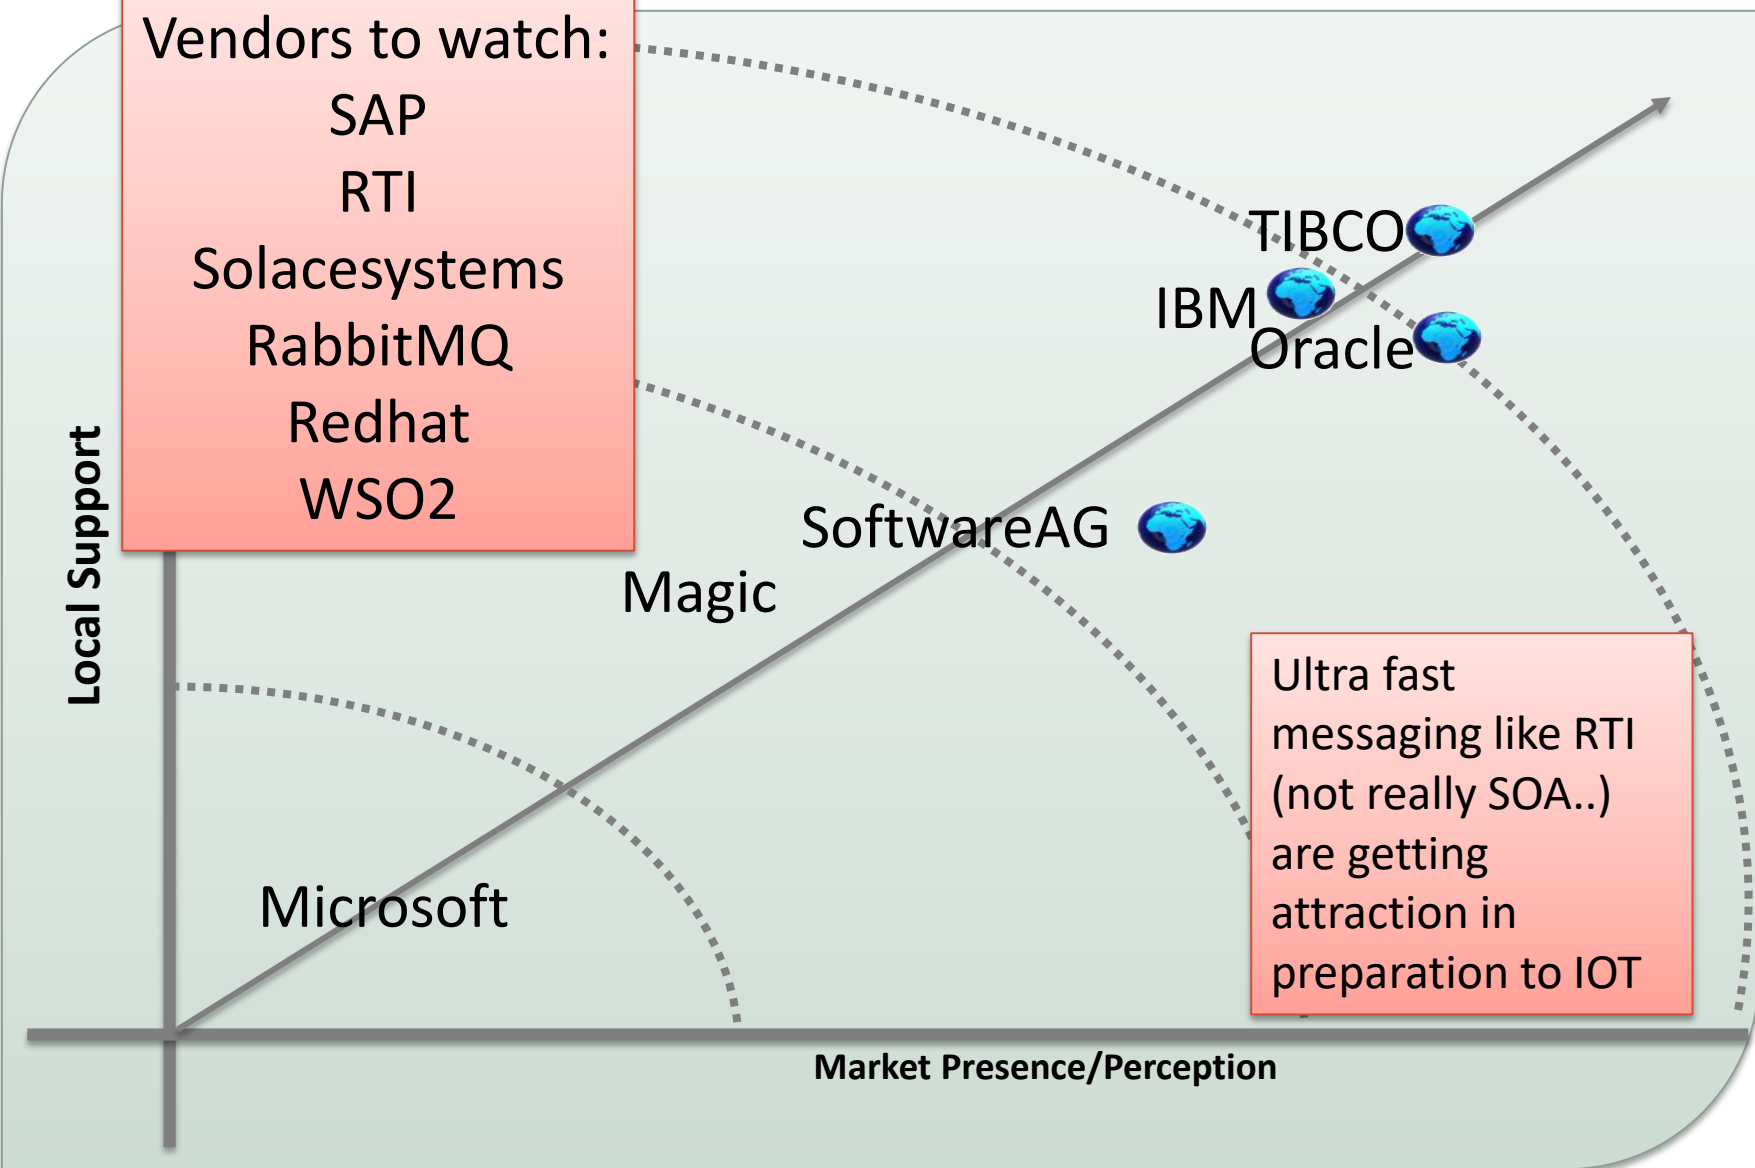 Vendors to watch:
SAP
RTI
Solacesystems
RabbitMQ
Redhat
WSO2
TIBCO
IBM
Oracle
SoftwareAG
Magic
Microsoft
Local Support
Ultra fast
messaging like RTI
(not really SOA..)
are getting
attraction in
preparation to IOT
Market Presence/Perception